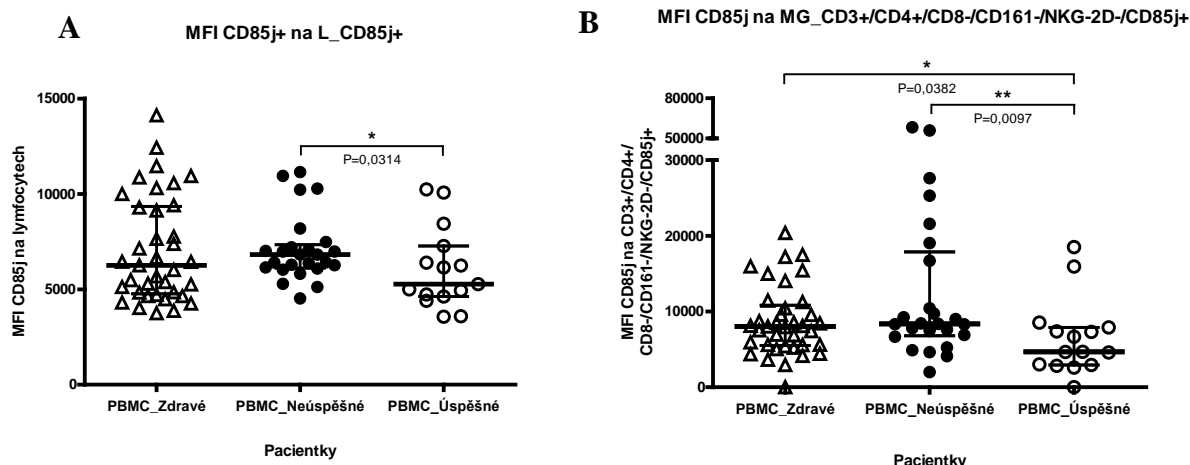 A
MFI CD85j+ na L_CD85j+
MFI CD85j na lymfocytech
15000
10000
5000
0
*
P=0,0314
PBMC_Zdravé
PBMC_Neúspěšné
PBMC_Úspěšné
Pacientky
B
MFI CD85j na MG_CD3+/CD4+/CD8-/CD161-/NKG-2D-/CD85j+
MFI CD85j na CD3+/CD4+/
CD8-/CD161-/NKG-2D-/CD85j+
80000
50000
30000
20000
10000
0
*
P=0,0382
**
P=0,0097
PBMC_Zdravé
PBMC_Neúspěšné
PBMC_Úspěšné
Pacientky